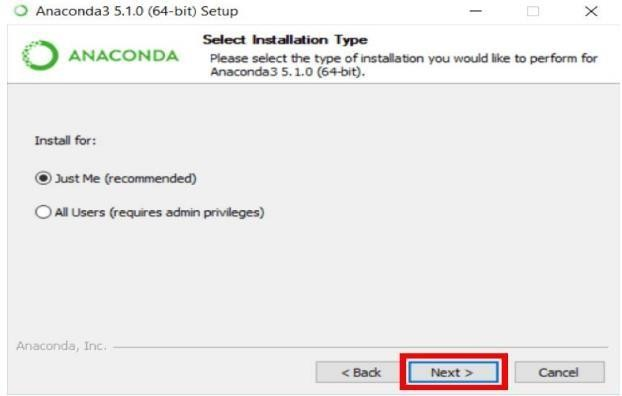 Anaconda3 5.1.0 (64-bit) Setup
ANACONDA
Select Installation Type
Please select the type of installation you would like to perform for
Anaconda3 5.1.0 (64-bit).
Install for:
Just Me (recommended)
All Users (requires admin privileges)
Anaconda, Inc.
< Back Next > Cancel